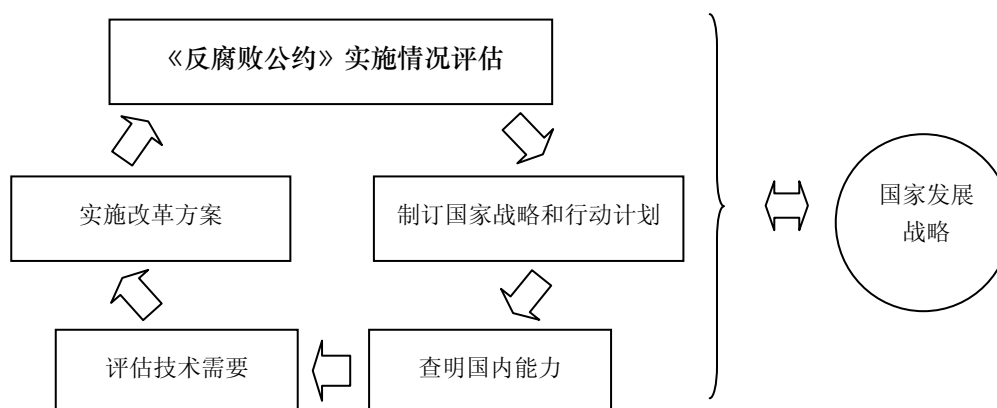 《反腐败公约》实施情况评估
实施改革方案
制订国家战略和行动计划
国家发展
战略
评估技术需要
查明国内能力